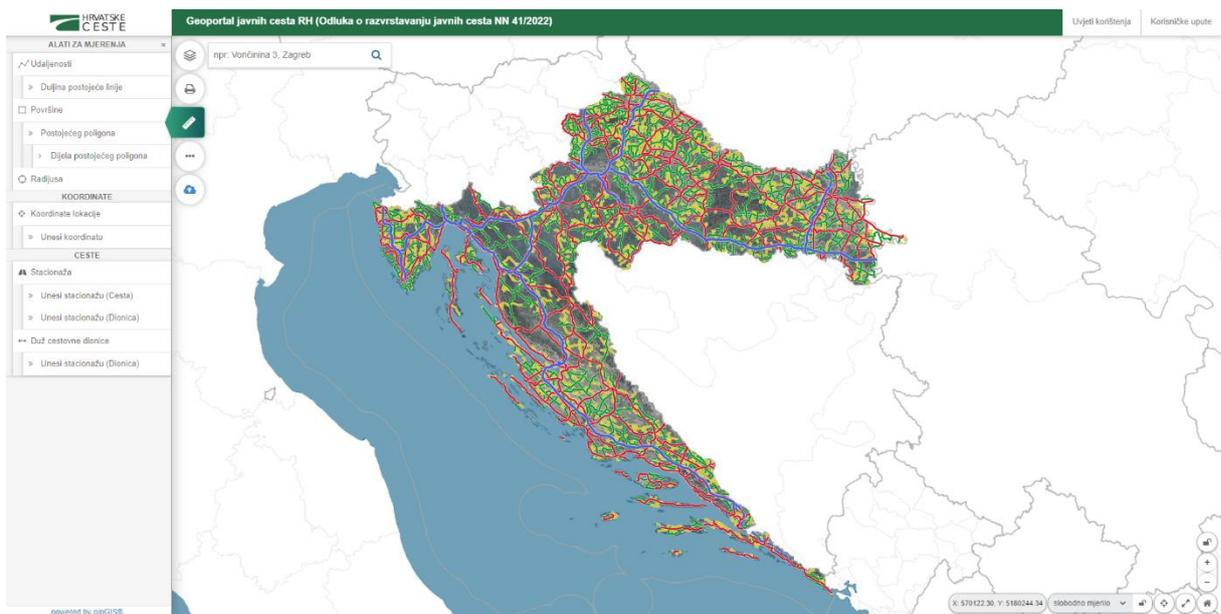 HRVATSKE
CESTE
Geoportal javnih cesta RH (Odluka o razvrstavanju javnih cesta NN 41/2022)
Uvjeti korištenja
Korisničke upute
ALATI ZA MJERENJA ×
Udaljenosti
» Duljina postojeće linije
Površine
» Postojećeg poligona
› Dijela postojećeg poligona
Radijusa
KOORDINATE
Koordinate lokacije
» Unesi koordinatu
CESTE
Stacionaža
» Unesi stacionažu (Cesta)
» Unesi stacionažu (Dionica)
Duž cestovne dionice
» Unesi stacionažu (Dionica)
npr: Vončinina 3, Zagreb
X: 570122.30, Y: 5180244.34
slobodno mjerilo
powered by nipGIS®